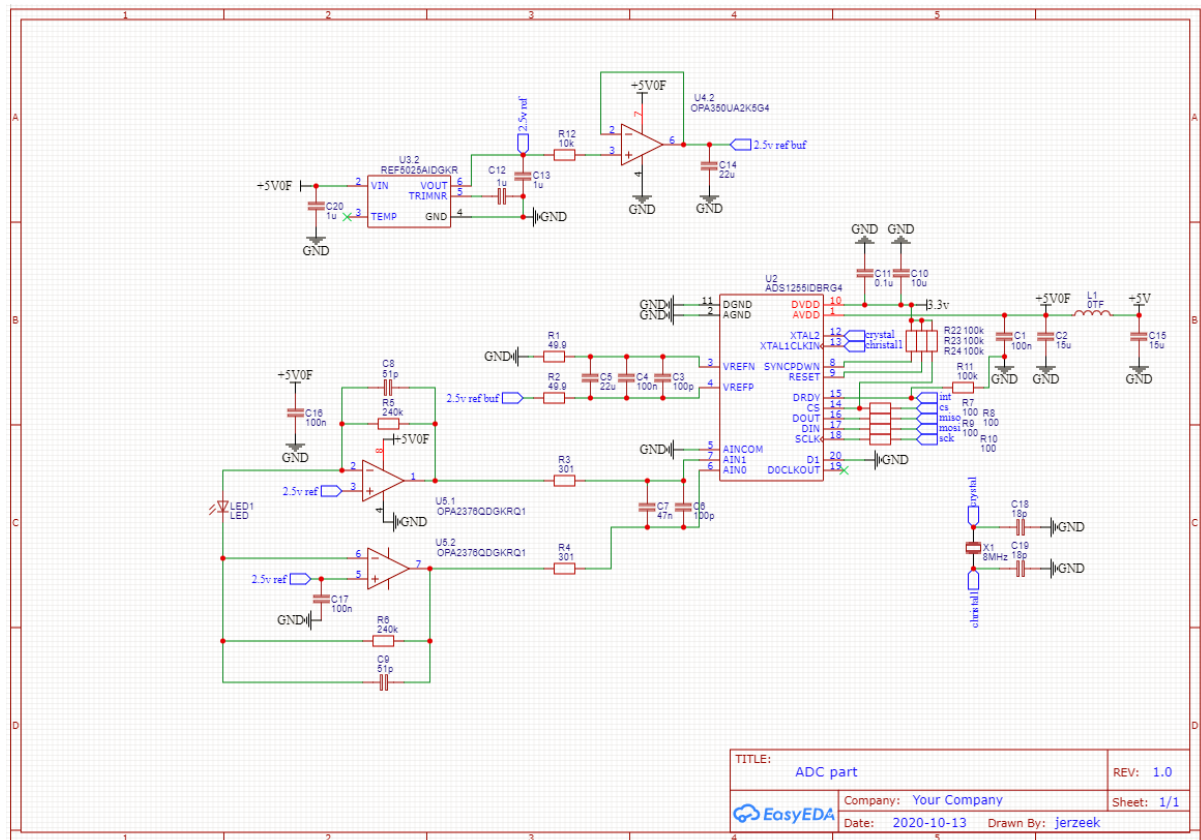 1 2 3 4 5
A
B
C
D
A
B
C
D
U3.2
REF5025AIDGKR
+5V0F
2 VIN
3 TEMP
VOUT 6
TRIMNR 5
GND 4
C20
1u
GND
2.5v ref
C12
1u
C13
1u
GND
R12
10k
+5V0F
U4.2
OPA350UA2K5G4
7
2
3
6
4
GND
C14
22u
GND
2.5v ref buf
GND GND
C11
0.1u
C10
10u
U2
ADS1255IDBRG4
GND 11 DGND
GND 2 AGND
3 VREFN
4 VREFP
5 AINCOM
7 AIN1
6 AIN0
DVDD 10
AVDD 1
XTAL2 12
XTAL1CLKIN 13
SYNCPDWN 8
RESET 9
DRDY 15
CS 14
DOUT 16
DIN 17
SCLK 18
D1 20
D0CLKOUT 19
3.3v
crystal
christal1
R22 100k
R23 100k
R24 100k
R11
100k
int
cs
miso
mosi
sck
R7
100
R8
100
R9
100
R10
100
GND
+5V0F
L1
0TF
+5V
C1
100n
C2
15u
C15
15u
GND
GND
GND
GND
R1
49.9
R2
49.9
2.5v ref buf
C5
22u
C4
100n
C3
100p
GND
+5V0F
C16
100n
GND
C8
51p
R5
240k
+5V0F
8
2
3
1
4
2.5v ref
GND
U5.1
OPA2376QDGKRQ1
LED1
LED
U5.2
OPA2376QDGKRQ1
6
5
7
2.5v ref
C17
100n
GND
R6
240k
C9
51p
R3
301
R4
301
C7
47n
C6
100p
crystal
X1
8MHz
christal1
C18
18p
GND
C19
18p
GND
TITLE:
ADC part
REV: 1.0
EasyEDA
Company: Your Company
Sheet: 1/1
Date: 2020-10-13 Drawn By: jerzeek
1 2 3 4 5